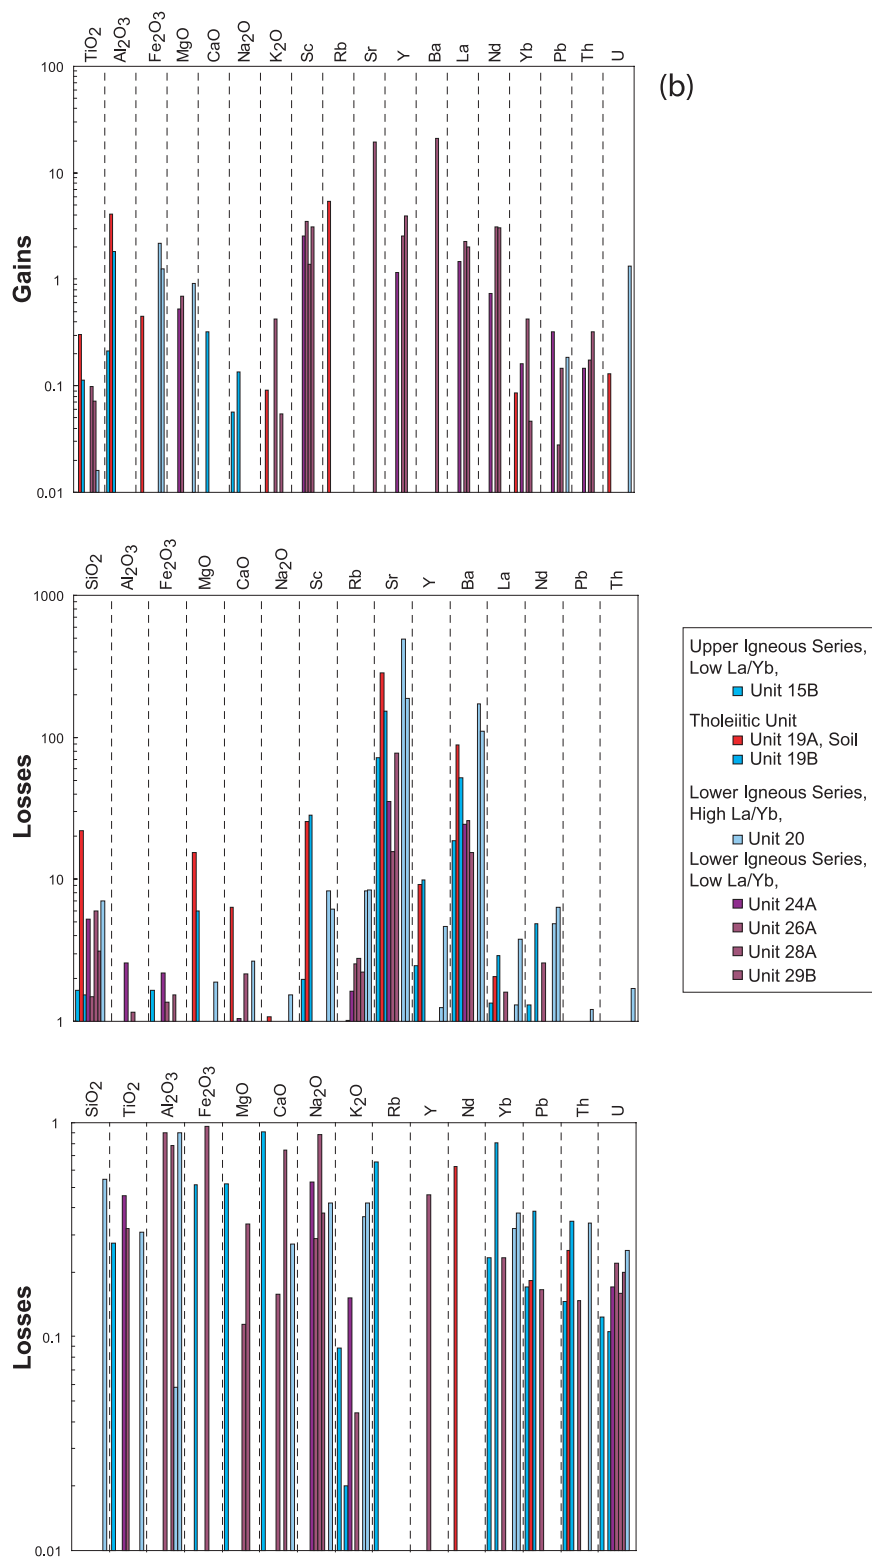 TiO2 Al2O3 Fe2O3 MgO CaO Na2O K2O Sc Rb Sr Y Ba La Nd Yb Pb Th U
(b)
100
10
1
0.1
0.01
Gains
SiO2 Al2O3 Fe2O3 MgO CaO Na2O Sc Rb Sr Y Ba La Nd Pb Th
1000
100
10
1
Losses
Upper Igneous Series,
Low La/Yb,
Unit 15B
Tholeiitic Unit
Unit 19A, Soil
Unit 19B
Lower Igneous Series,
High La/Yb,
Unit 20
Lower Igneous Series,
Low La/Yb,
Unit 24A
Unit 26A
Unit 28A
Unit 29B
SiO2 TiO2 Al2O3 Fe2O3 MgO CaO Na2O K2O Rb Y Nd Yb Pb Th U
1
0.1
0.01
Losses